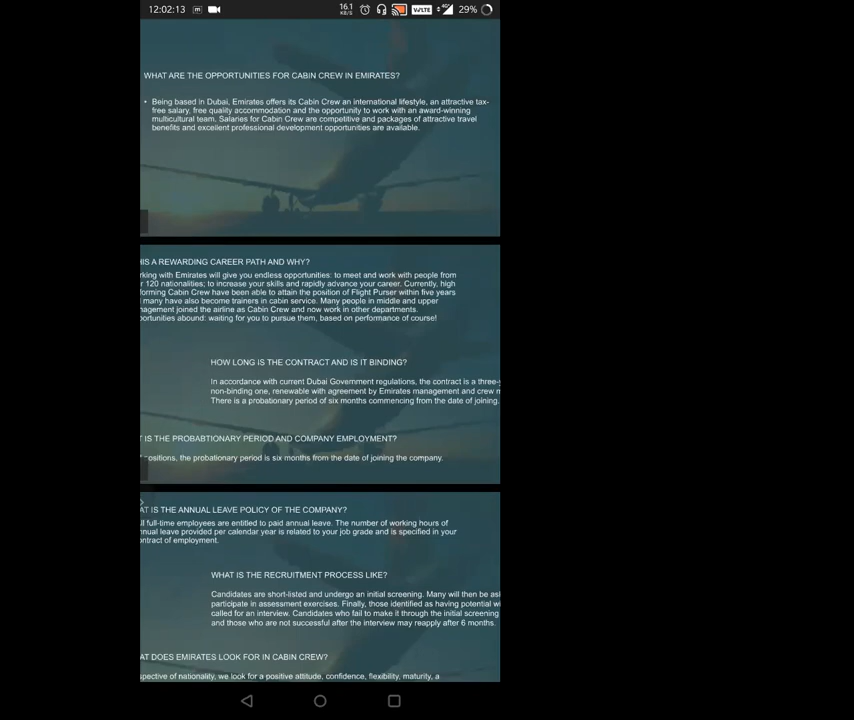 12:02:13
16.1
KB/S
VoLTE
4G
29%
WHAT ARE THE OPPORTUNITIES FOR CABIN CREW IN EMIRATES?
• Being based in Dubai, Emirates offers its Cabin Crew an international lifestyle, an attractive tax-
free salary, free quality accommodation and the opportunity to work with an award-winning
multicultural team. Salaries for Cabin Crew are competitive and packages of attractive travel
benefits and excellent professional development opportunities are available.
HIS A REWARDING CAREER PATH AND WHY?
rking with Emirates will give you endless opportunities: to meet and work with people from
r 120 nationalities; to increase your skills and rapidly advance your career. Currently, high
forming Cabin Crew have been able to attain the position of Flight Purser within five years
many have also become trainers in cabin service. Many people in middle and upper
nagement joined the airline as Cabin Crew and now work in other departments.
portunities abound: waiting for you to pursue them, based on performance of course!
HOW LONG IS THE CONTRACT AND IS IT BINDING?
In accordance with current Dubai Government regulations, the contract is a three-
non-binding one, renewable with agreement by Emirates management and crew
There is a probationary period of six months commencing from the date of joining.
T IS THE PROBABTIONARY PERIOD AND COMPANY EMPLOYMENT?
ositions, the probationary period is six months from the date of joining the company.
AT IS THE ANNUAL LEAVE POLICY OF THE COMPANY?
ll full-time employees are entitled to paid annual leave. The number of working hours of
nnual leave provided per calendar year is related to your job grade and is specified in your
ontract of employment.
WHAT IS THE RECRUITMENT PROCESS LIKE?
Candidates are short-listed and undergo an initial screening. Many will then be as
participate in assessment exercises. Finally, those identified as having potential wi
called for an interview. Candidates who fail to make it through the initial screening
and those who are not successful after the interview may reapply after 6 months.
AT DOES EMIRATES LOOK FOR IN CABIN CREW?
spective of nationality, we look for a positive attitude, confidence, flexibility, maturity, a